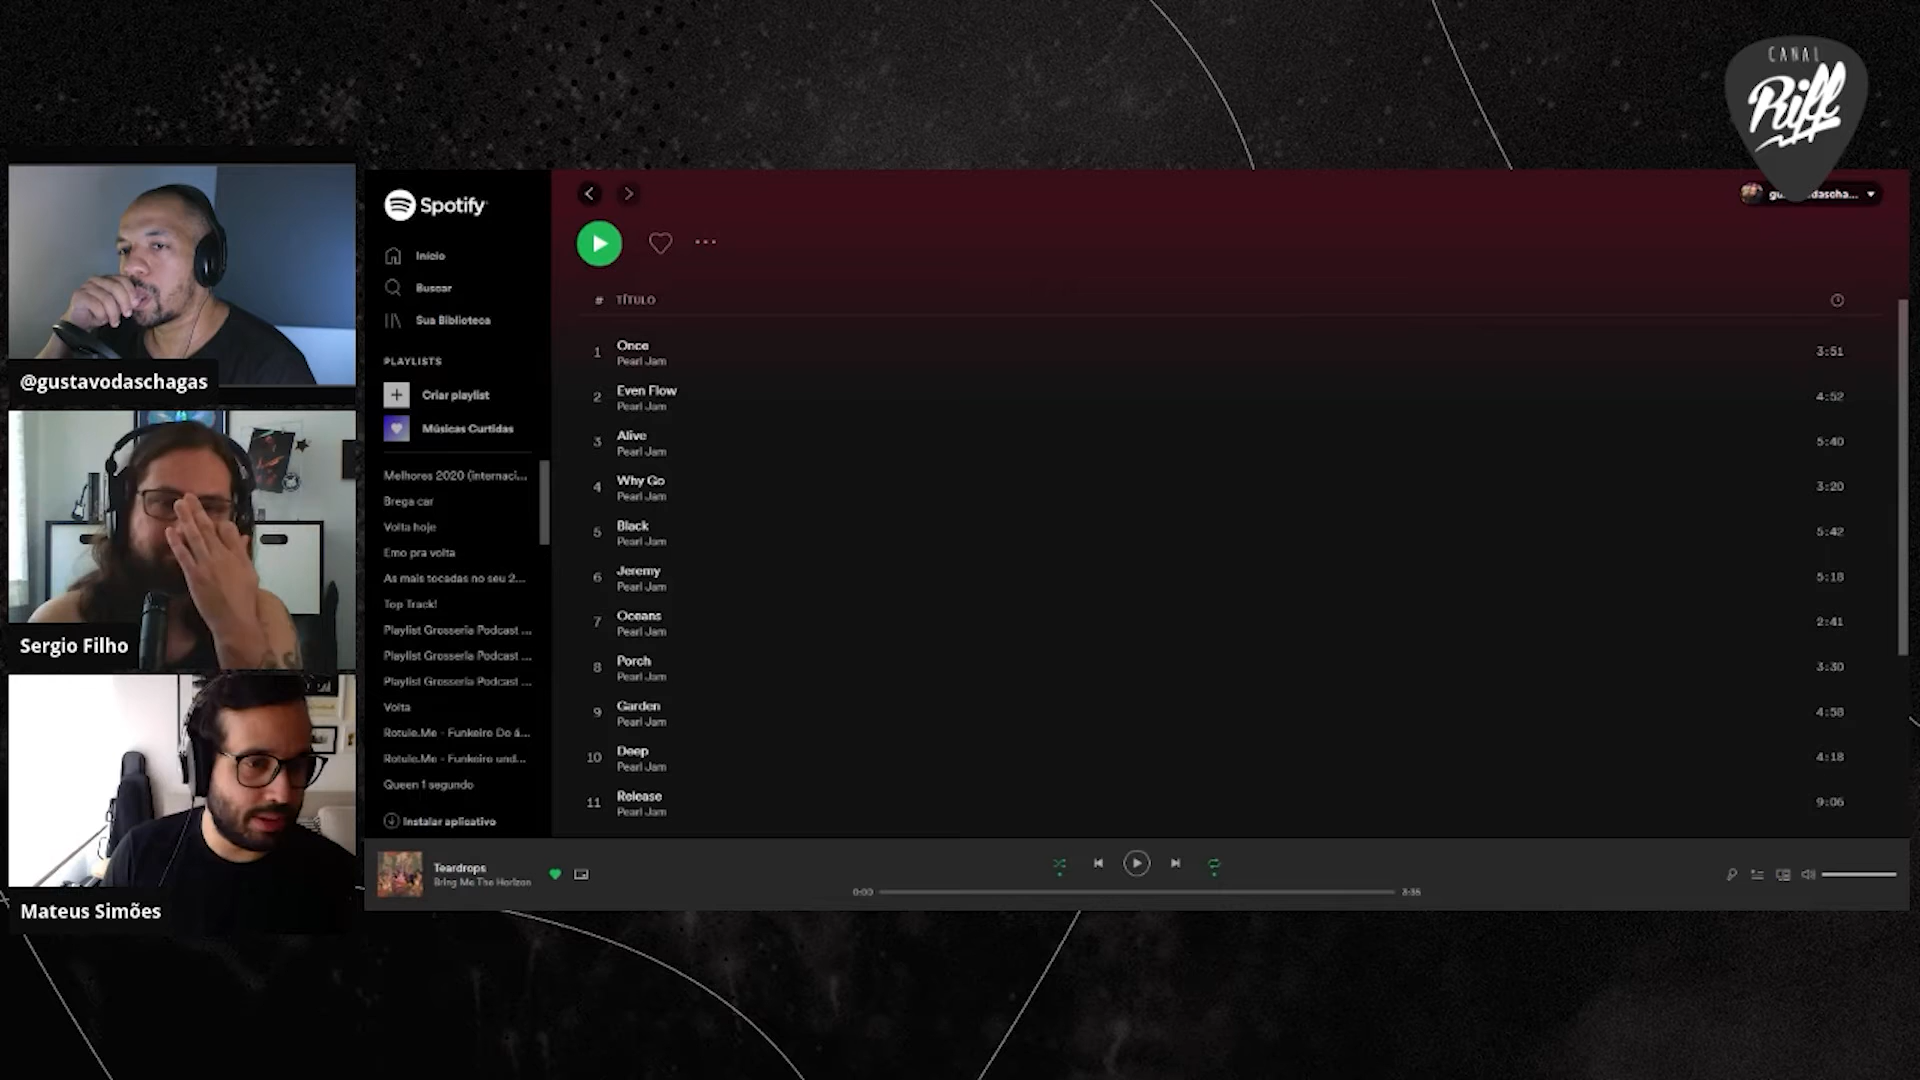 CANAL
Riff
@gustavodaschagas
Sergio Filho
Mateus Simões
Spotify
Início
Buscar
Sua Biblioteca
PLAYLISTS
Criar playlist
Músicas Curtidas
Melhores 2020 (internaci...
Brega car
Volta hoje
Emo pra volta
As mais tocadas no seu 2...
Top Track!
Playlist Grosseria Podcast ...
Playlist Grosseria Podcast ...
Playlist Grosseria Podcast ...
Volta
Rotule.Me - Funkeiro De á...
Rotule.Me - Funkeiro und...
Queen 1 segundo
Instalar aplicativo
# TÍTULO
1 Once 3:51
Pearl Jam
2 Even Flow 4:52
Pearl Jam
3 Alive 5:40
Pearl Jam
4 Why Go 3:20
Pearl Jam
5 Black 5:42
Pearl Jam
6 Jeremy 5:18
Pearl Jam
7 Oceans 2:41
Pearl Jam
8 Porch 3:30
Pearl Jam
9 Garden 4:58
Pearl Jam
10 Deep 4:18
Pearl Jam
11 Release 9:06
Pearl Jam
Teardrops
Bring Me The Horizon
0:00 3:35